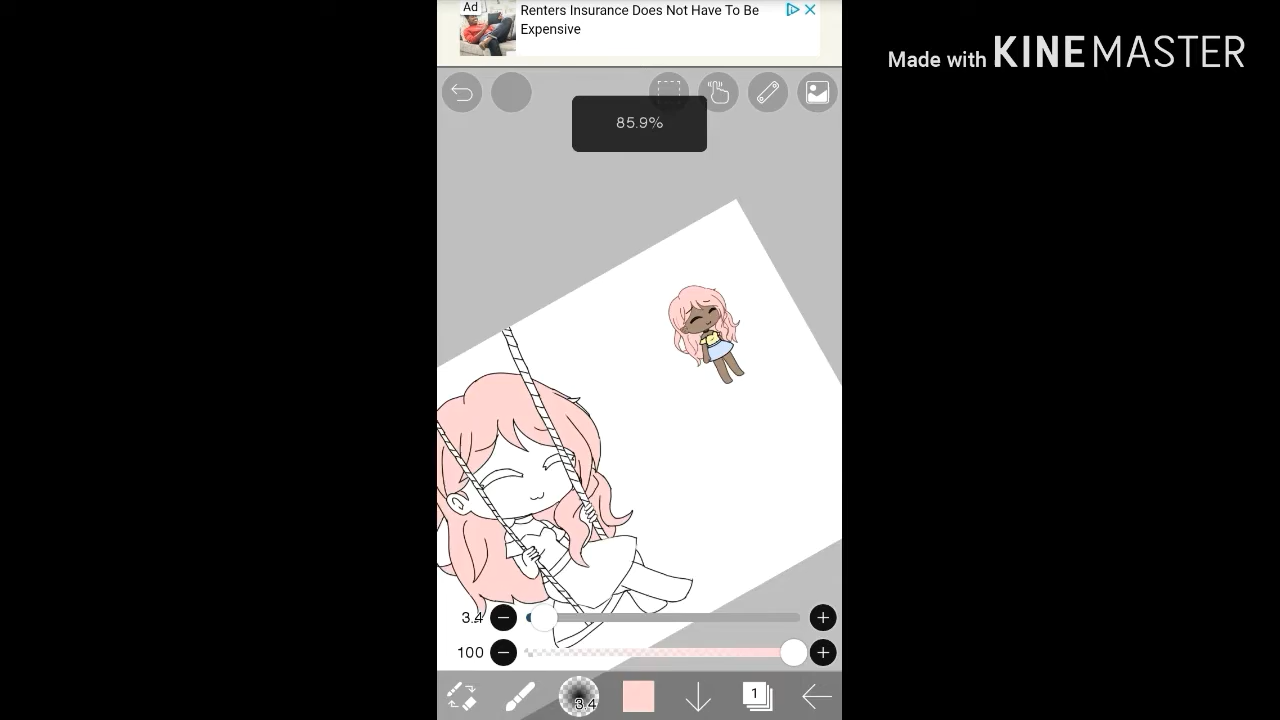 Ad
Renters Insurance Does Not Have To Be
Expensive
Made with KINEMASTER
85.9%
3.4
100
3.4
1